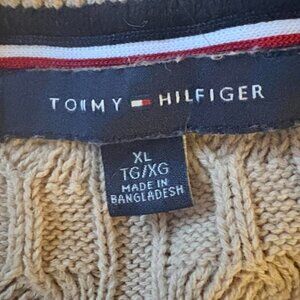 TOMMY HILFIGER
XL
TG/XG
MADE IN
BANGLADESH